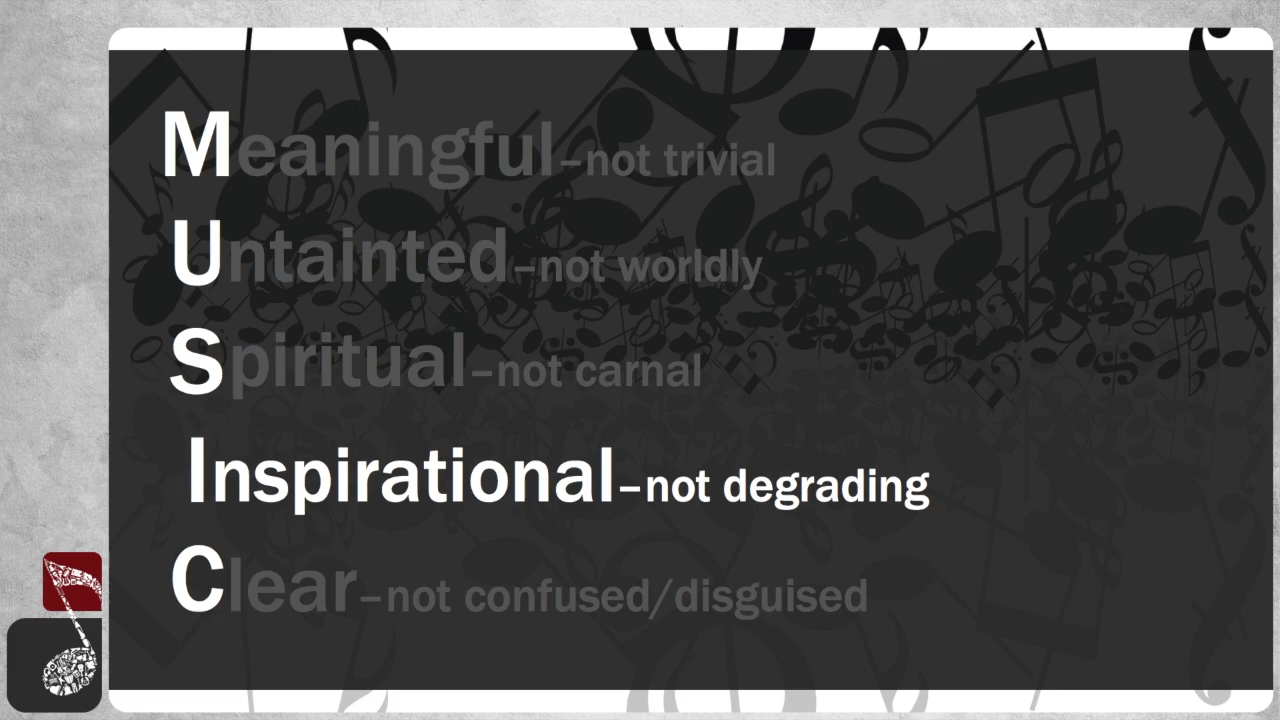 Meaningful–not trivial
Untainted–not worldly
Spiritual–not carnal
Inspirational–not degrading
Clear–not confused/disguised